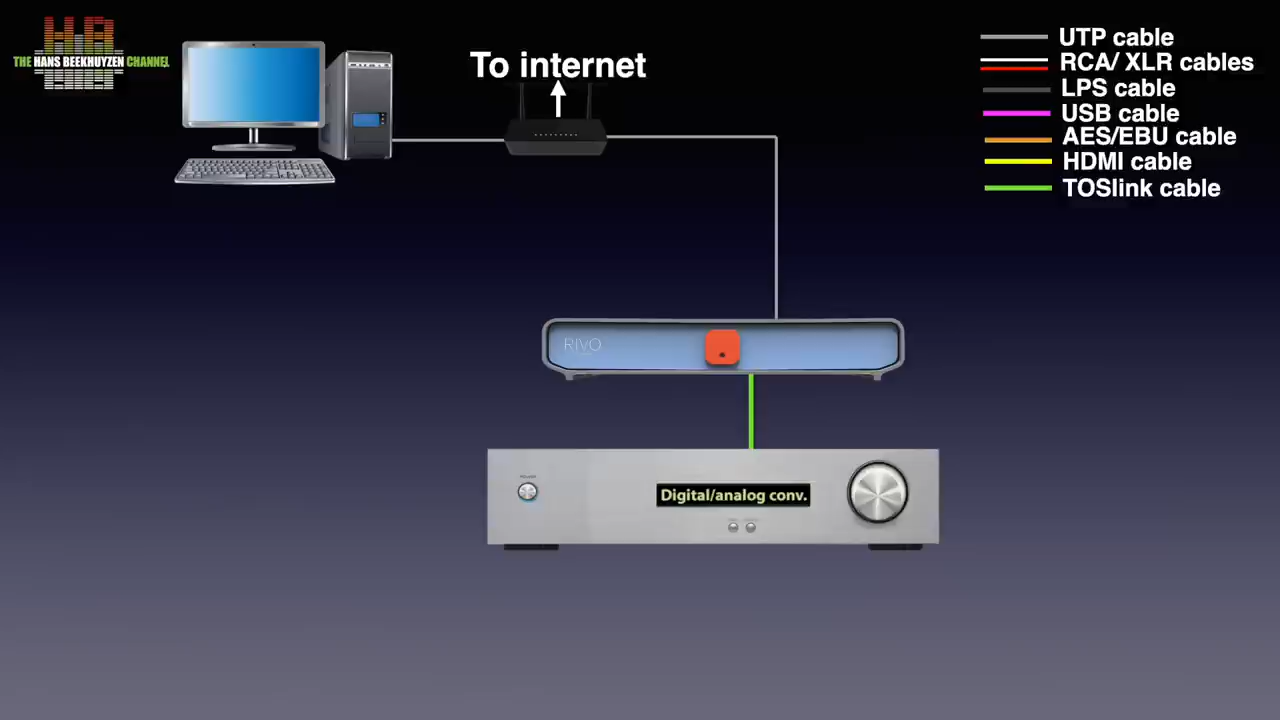 HB
THE HANS BEEKHUYZEN CHANNEL
To internet
UTP cable
RCA/ XLR cables
LPS cable
USB cable
AES/EBU cable
HDMI cable
TOSlink cable
RIVO
Digital/analog conv.